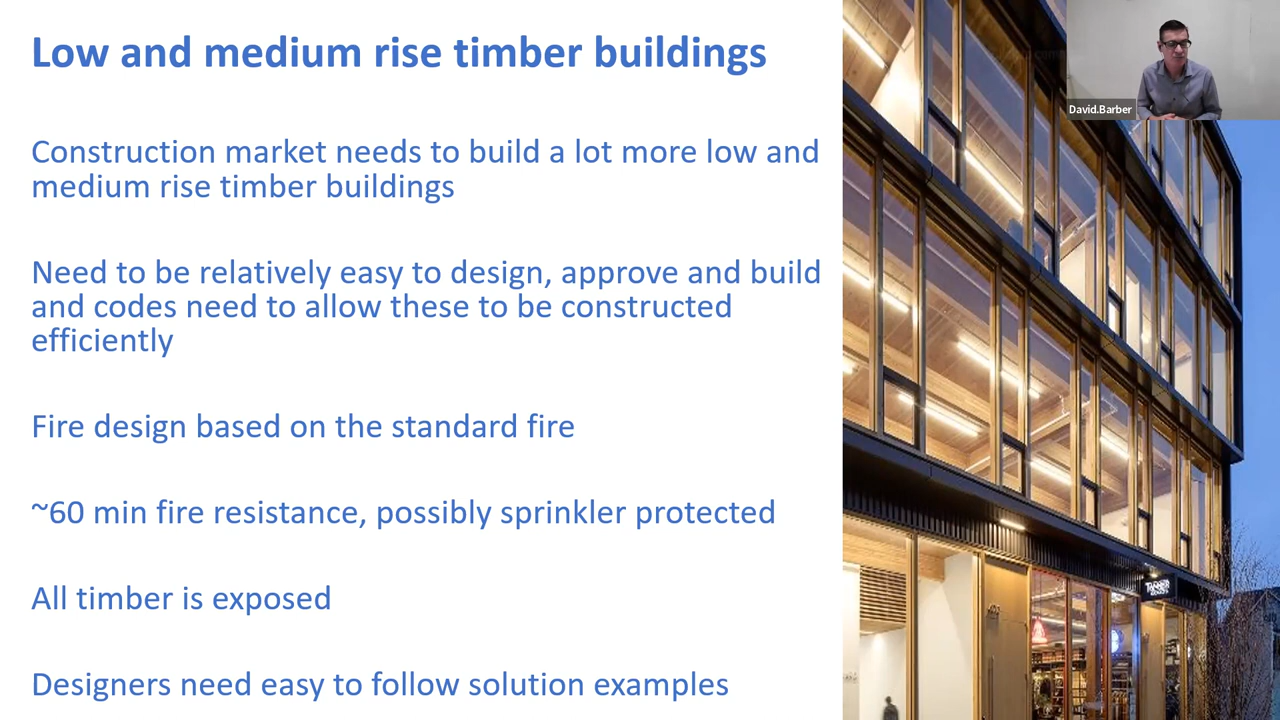 Low and medium rise timber buildings
David.Barber
Construction market needs to build a lot more low and
medium rise timber buildings
Need to be relatively easy to design, approve and build
and codes need to allow these to be constructed
efficiently
Fire design based on the standard fire
~60 min fire resistance, possibly sprinkler protected
All timber is exposed
Designers need easy to follow solution examples